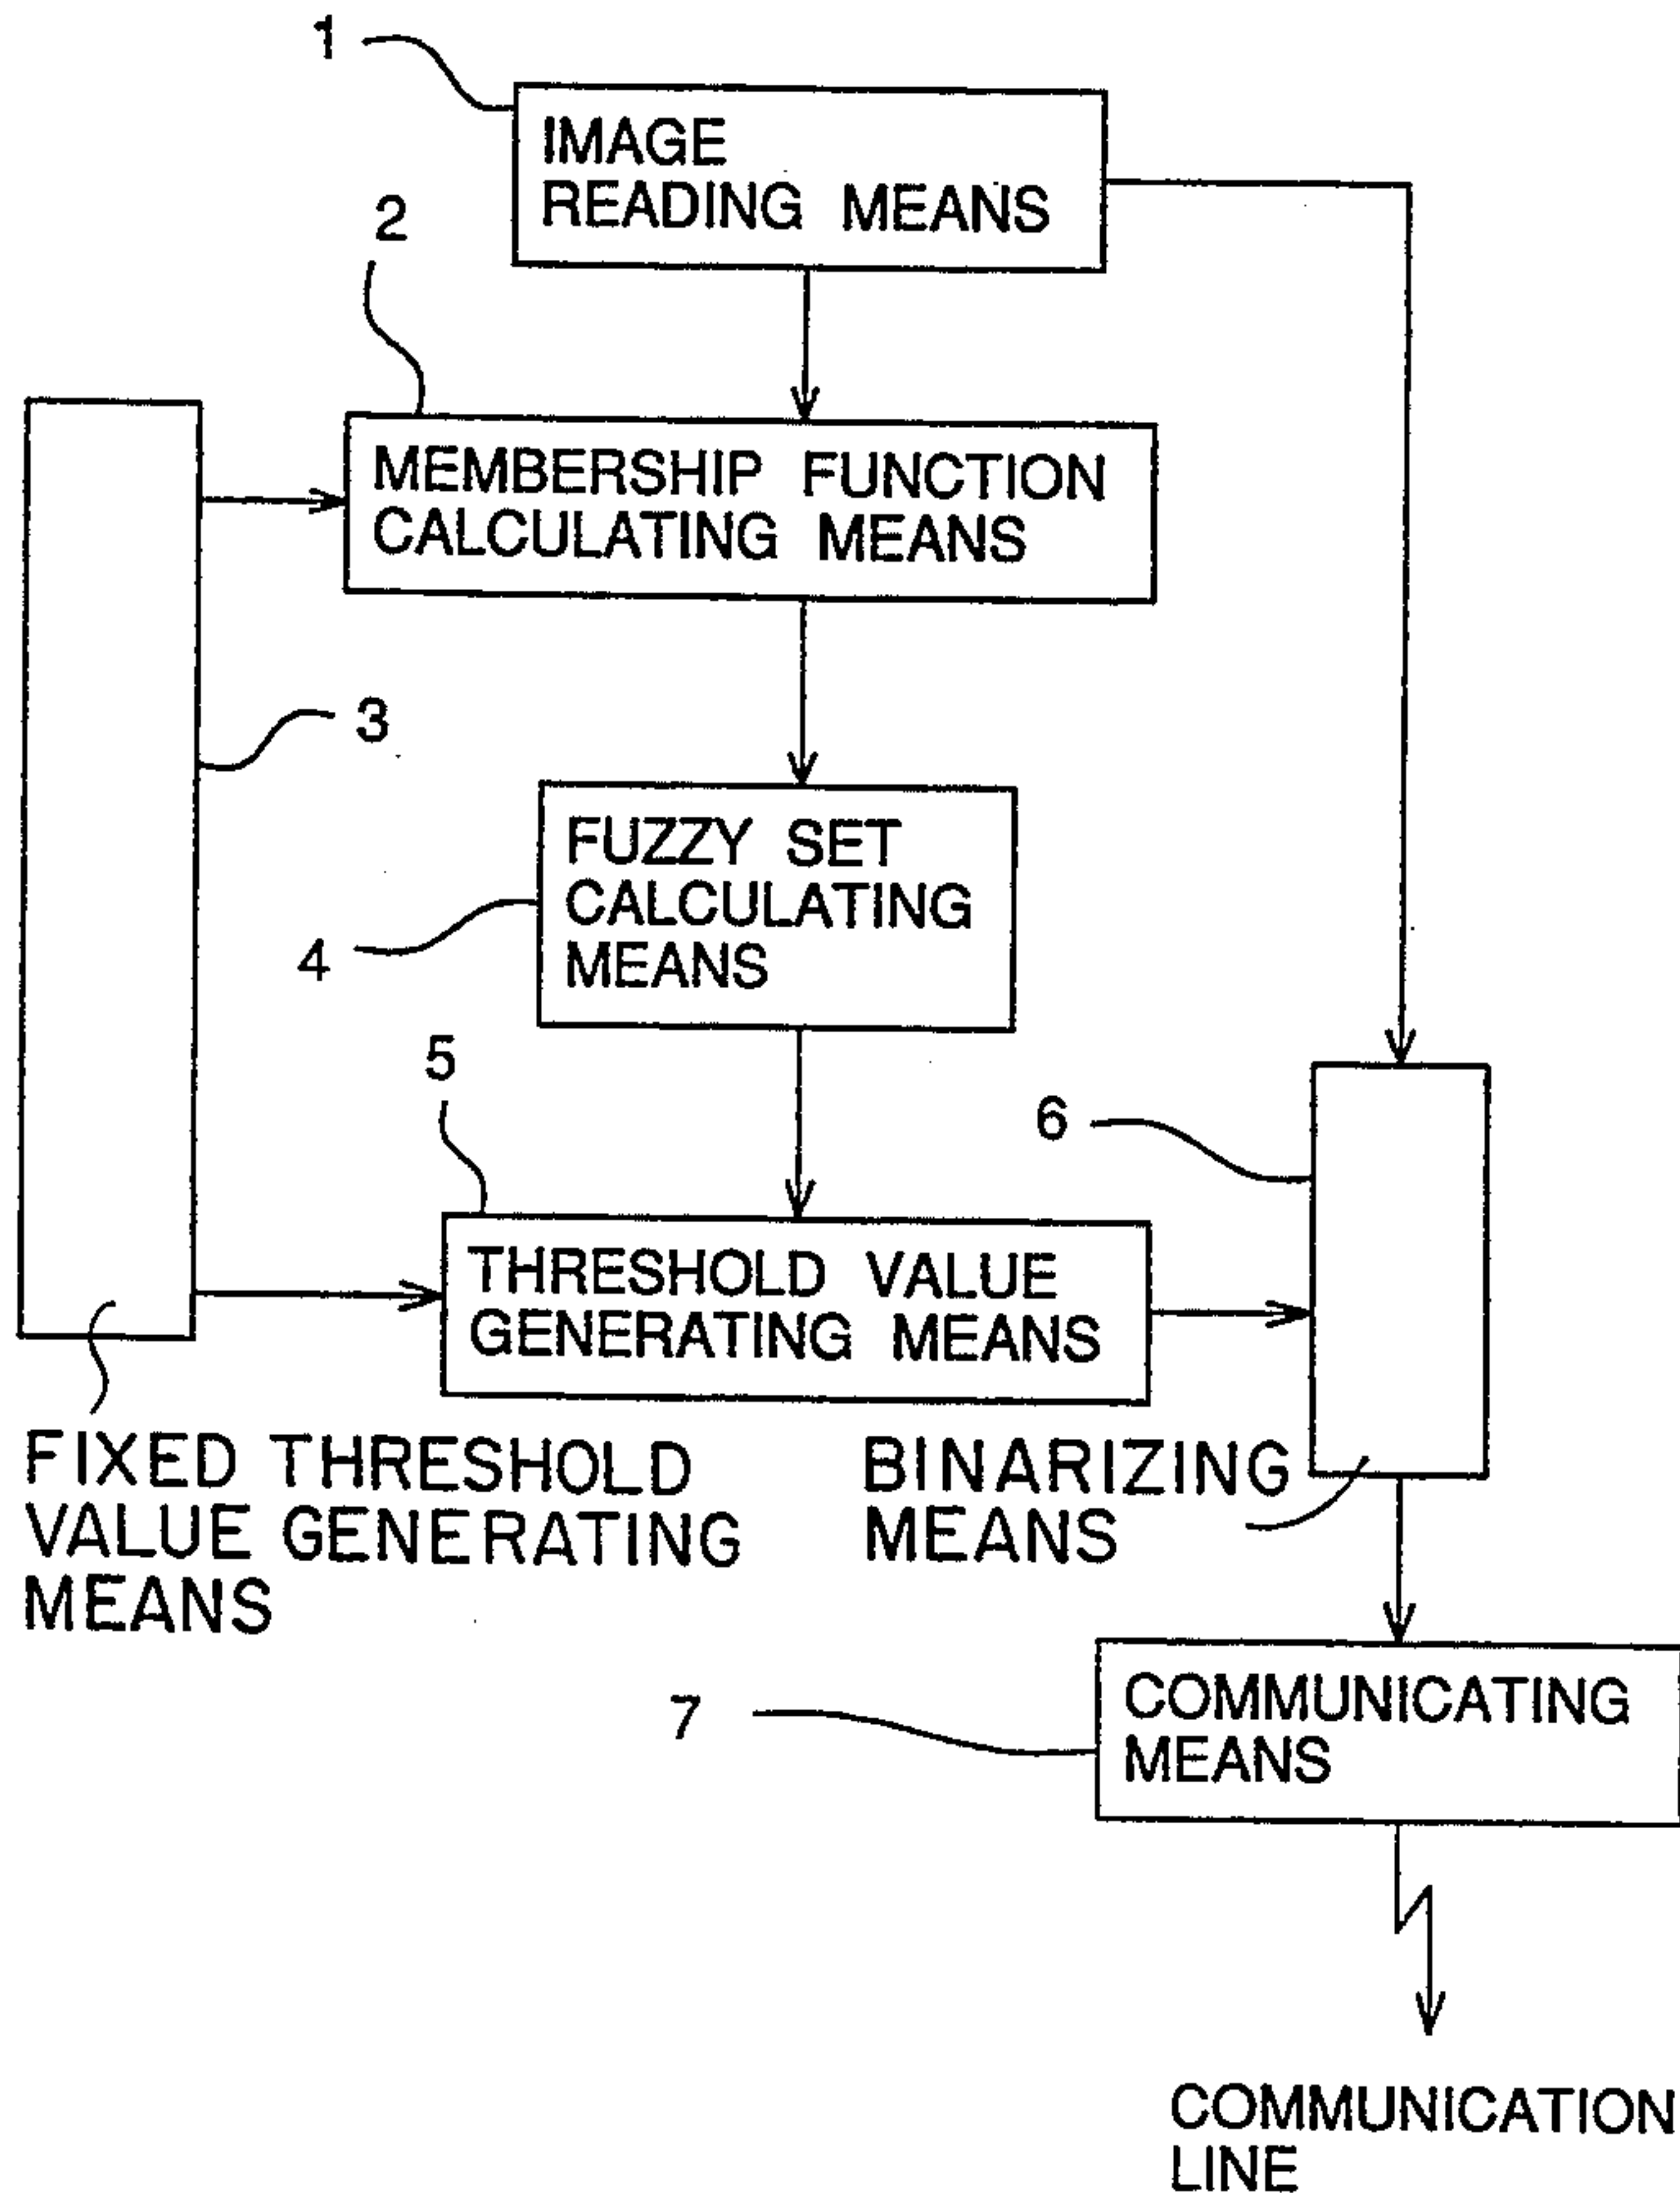 1
IMAGE
READING MEANS
2
MEMBERSHIP FUNCTION
CALCULATING MEANS
3
FUZZY SET
CALCULATING
MEANS
4
5
THRESHOLD VALUE
GENERATING MEANS
6
FIXED THRESHOLD
VALUE GENERATING
MEANS
BINARIZING
MEANS
7
COMMUNICATING
MEANS
COMMUNICATION
LINE